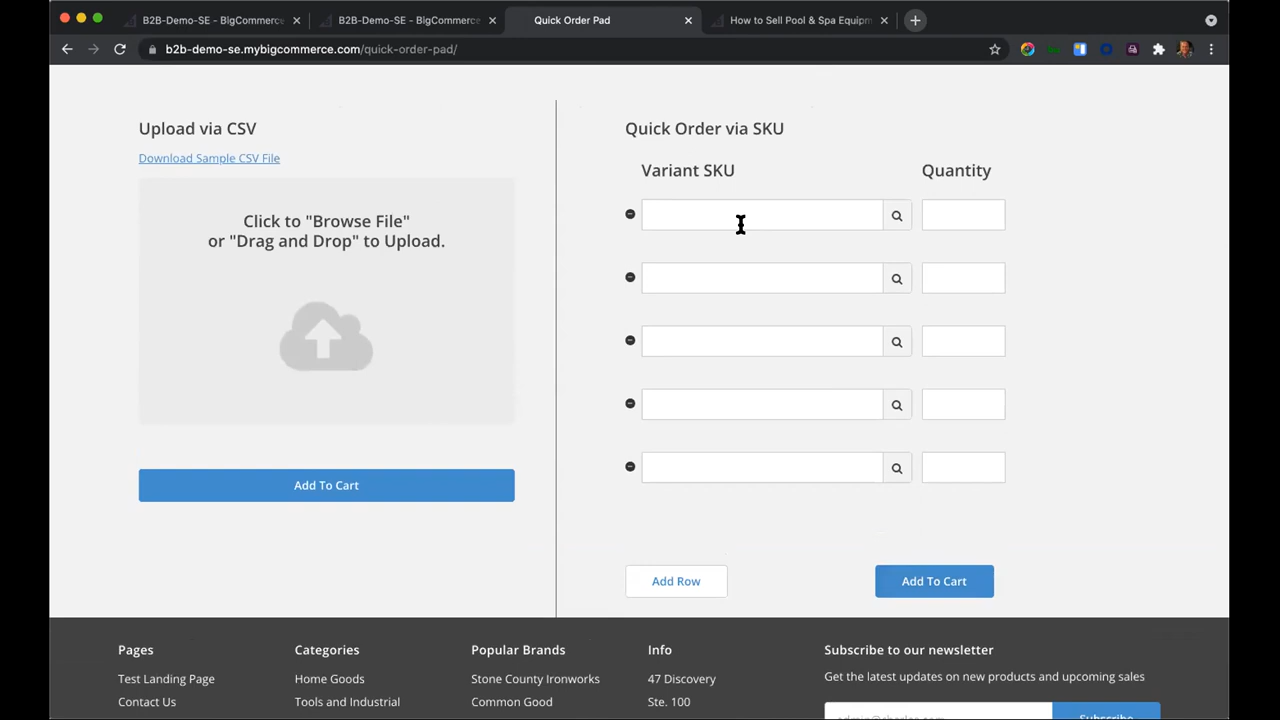 B2B-Demo-SE - BigCommerce
B2B-Demo-SE - BigCommerce
Quick Order Pad
How to Sell Pool & Spa Equipm
b2b-demo-se.mybigcommerce.com/quick-order-pad/
Upload via CSV
Download Sample CSV File
Click to "Browse File"
or "Drag and Drop" to Upload.
Add To Cart
Quick Order via SKU
Variant SKU
Quantity
Add Row
Add To Cart
Pages
Test Landing Page
Contact Us
Categories
Home Goods
Tools and Industrial
Popular Brands
Stone County Ironworks
Common Good
Info
47 Discovery
Ste. 100
Subscribe to our newsletter
Get the latest updates on new products and upcoming sales
Subscribe